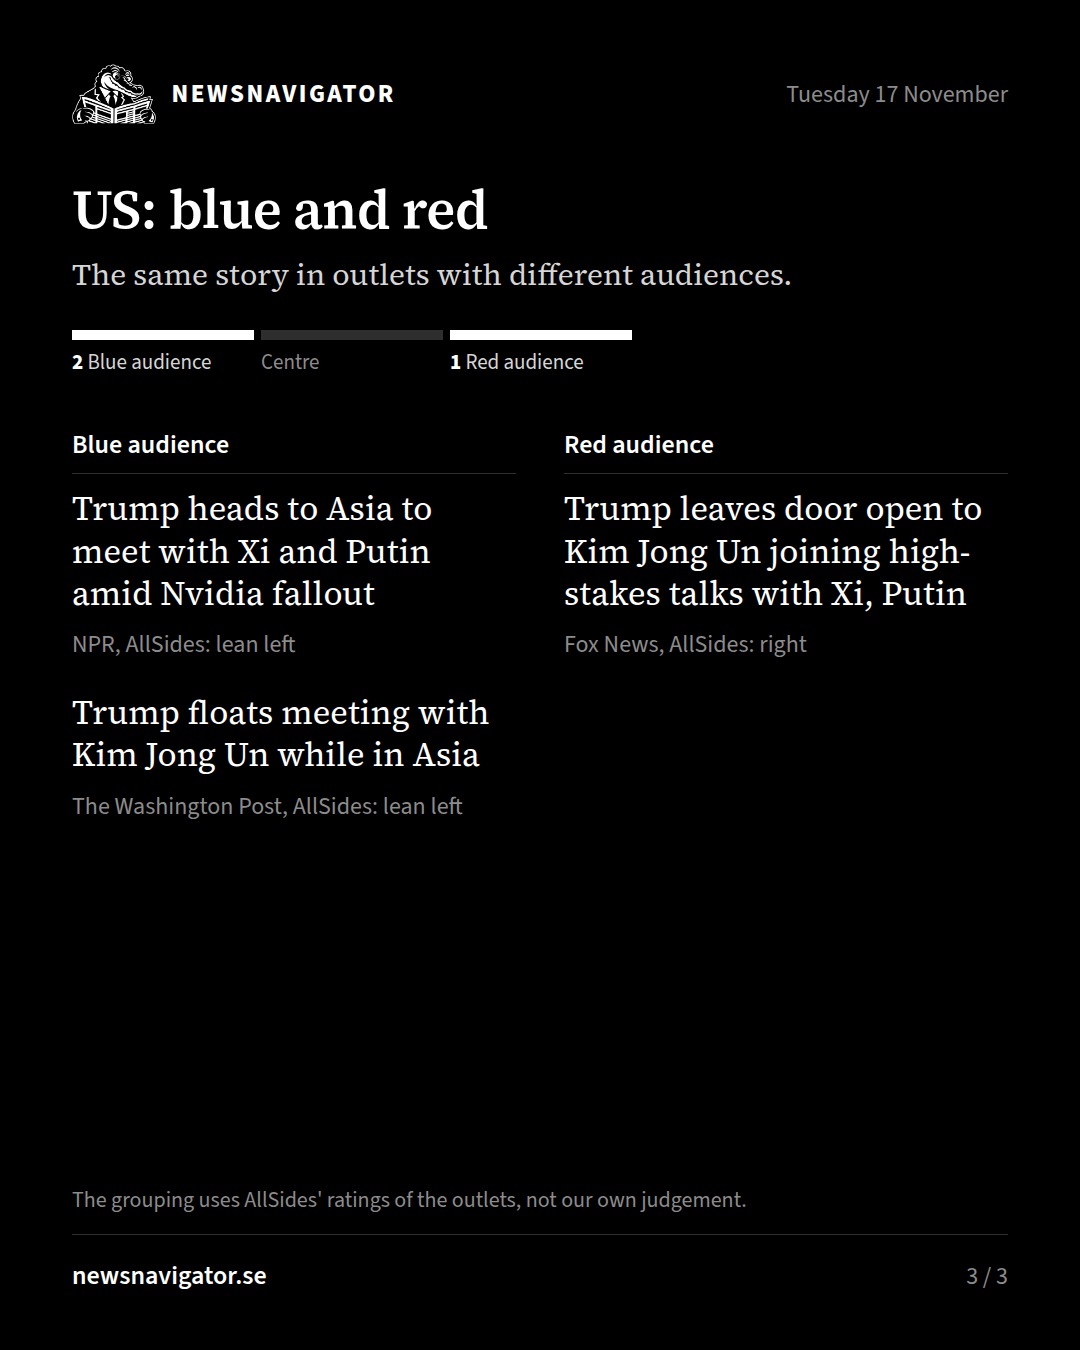 NEWSNAVIGATOR
Tuesday 17 November
US: blue and red
The same story in outlets with different audiences.
2 Blue audience
Centre
1 Red audience
Blue audience
Trump heads to Asia to
meet with Xi and Putin
amid Nvidia fallout
NPR, AllSides: lean left
Trump floats meeting with
Kim Jong Un while in Asia
The Washington Post, AllSides: lean left
Red audience
Trump leaves door open to
Kim Jong Un joining high-
stakes talks with Xi, Putin
Fox News, AllSides: right
The grouping uses AllSides' ratings of the outlets, not our own judgement.
newsnavigator.se
3 / 3